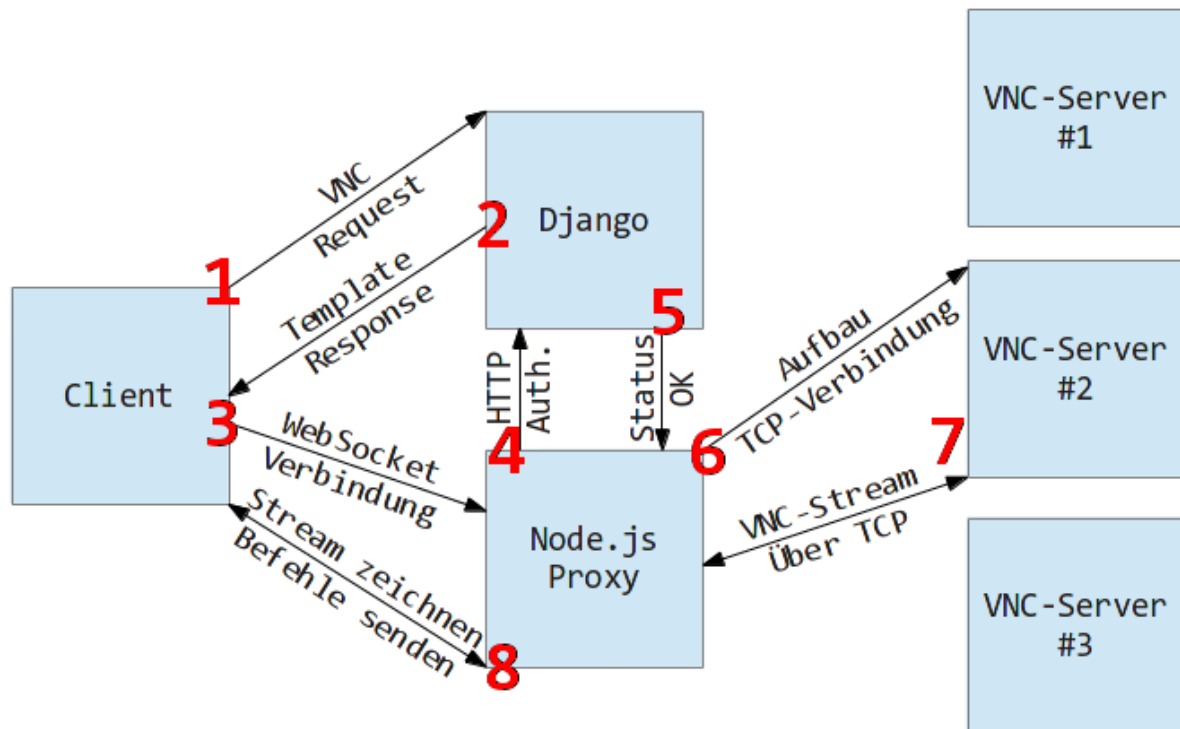 VNC-Server
#1
VNC
Request
1
Django
2
Template
Response
Client
3
WebSocket
Verbindung
HTTP
Auth.
4
5
Status
OK
6
Aufbau
TCP-Verbindung
VNC-Server
#2
7
VNC-Stream
Über TCP
Stream zeichnen
Befehle senden
8
Node.js
Proxy
VNC-Server
#3